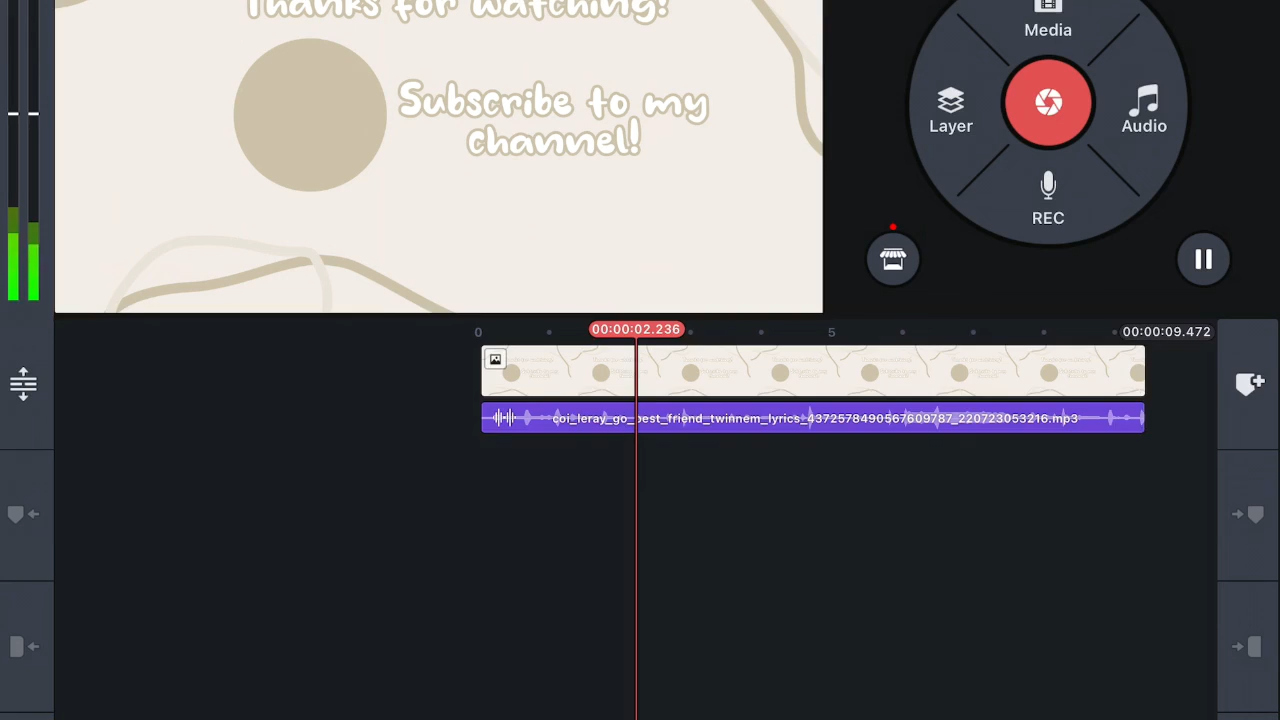 Thanks for watching!
Subscribe to my
channel!
Media
Layer
Audio
REC
0
00:00:02.236
5
00:00:09.472
coi_leray_go_best_friend_twinnem_lyrics_4372578490567609787_220723053216.mp3